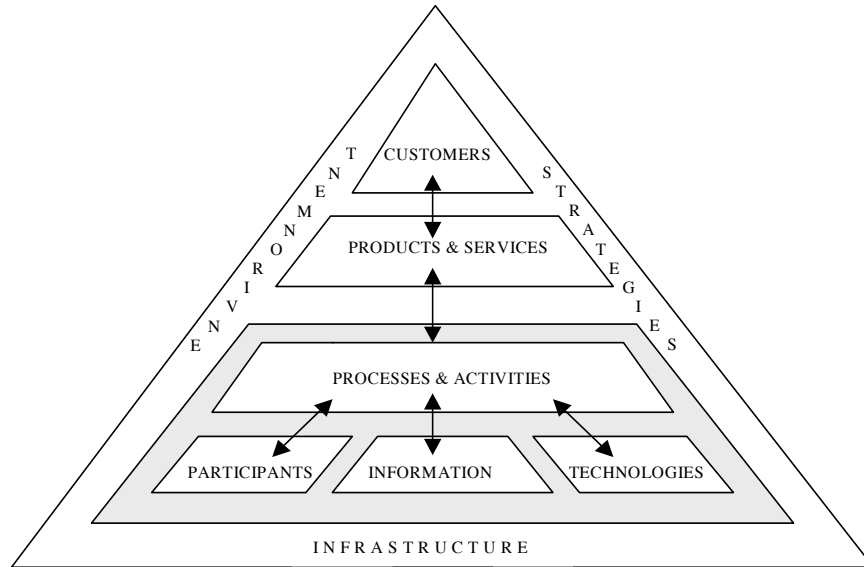 CUSTOMERS
ENVIRONMENT
STRATEGIES
PRODUCTS & SERVICES
PROCESSES & ACTIVITIES
PARTICIPANTS
INFORMATION
TECHNOLOGIES
INFRASTRUCTURE